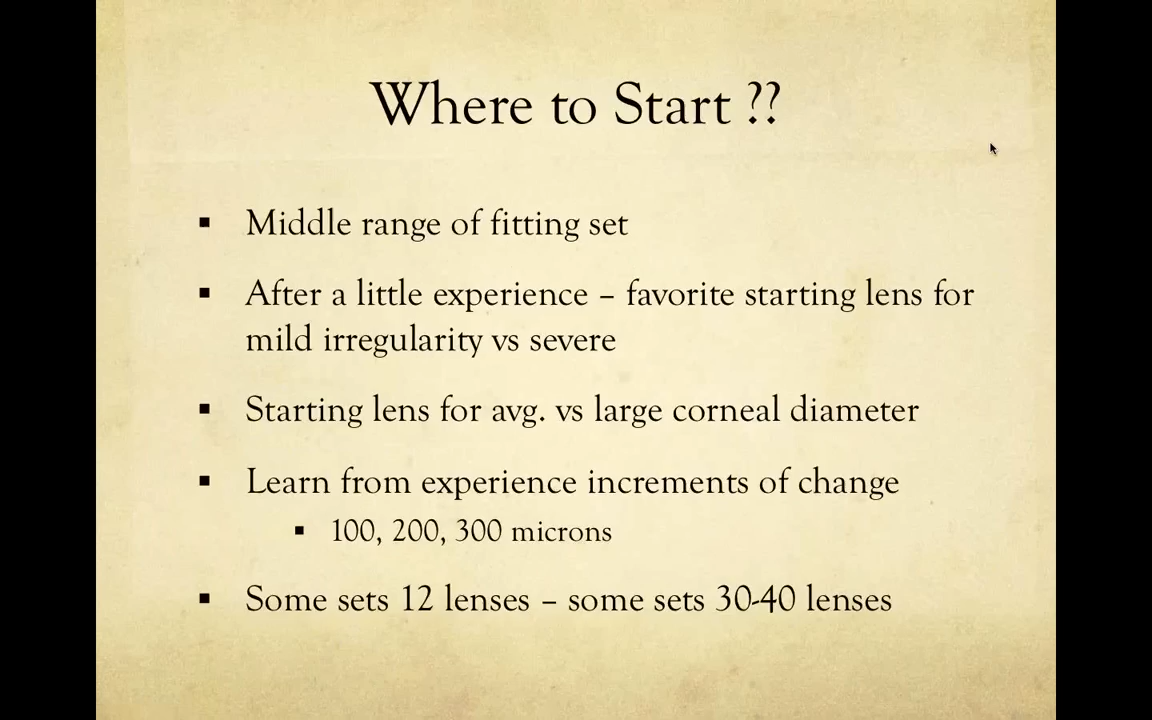 Where to Start ??
▪ Middle range of fitting set
▪ After a little experience – favorite starting lens for
mild irregularity vs severe
▪ Starting lens for avg. vs large corneal diameter
▪ Learn from experience increments of change
▪ 100, 200, 300 microns
▪ Some sets 12 lenses – some sets 30-40 lenses